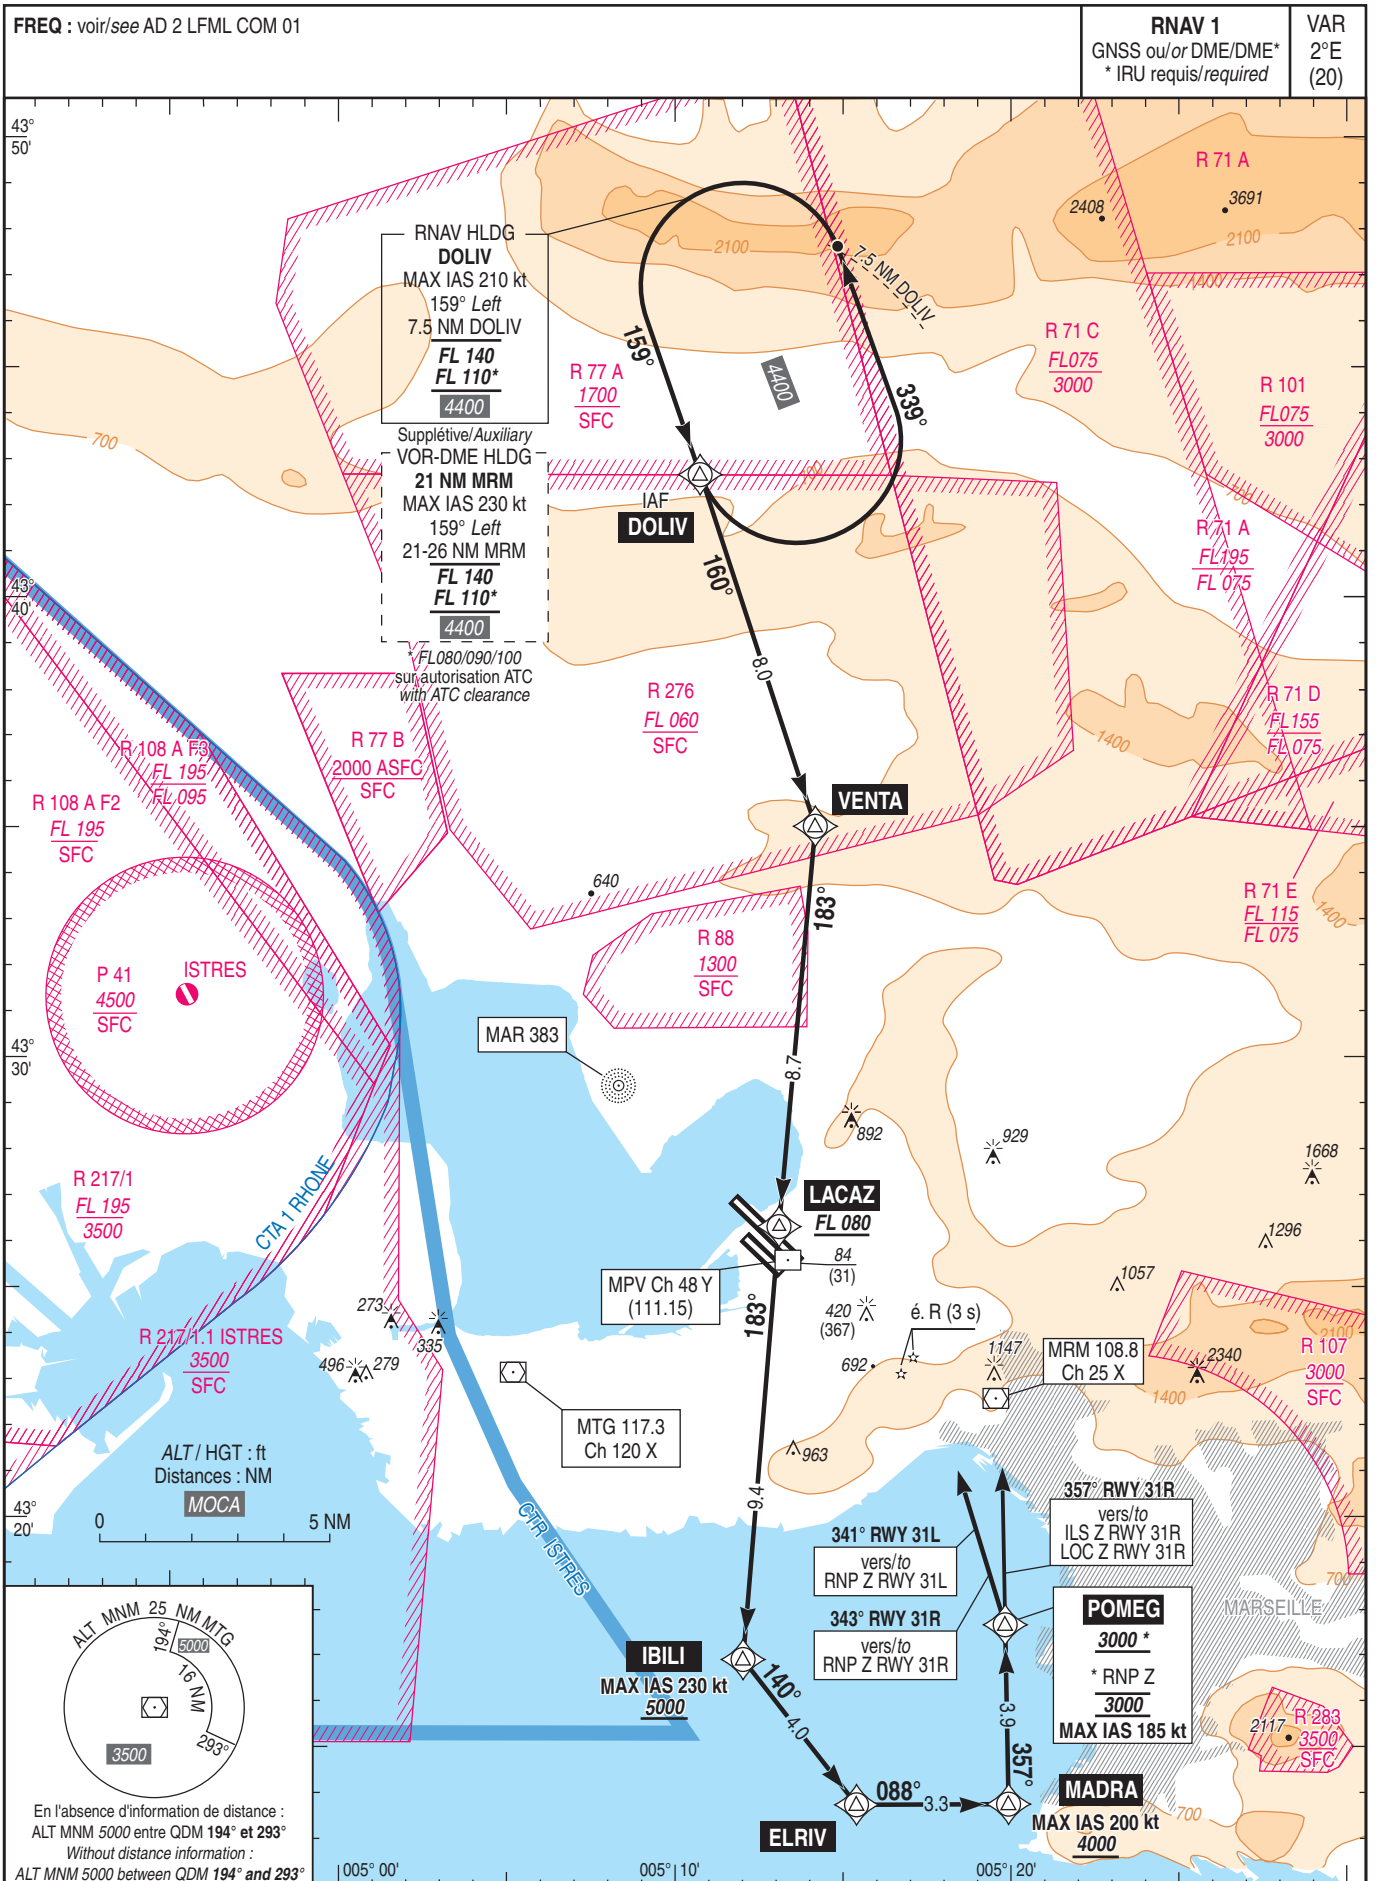 FREQ : voir/see AD 2 LFML COM 01
RNAV 1
GNSS ou/or DME/DME*
* IRU requis/required
VAR
2°E
(20)
43°
50'
R 71 A
2408
3691
2100
2100
1400
RNAV HLDG
DOLIV
MAX IAS 210 kt
159° Left
7.5 NM DOLIV
FL 140
FL 110*
4400
7.5 NM DOLIV
159°
339°
4400
R 77 A
1700
SFC
R 71 C
FL075
3000
R 101
FL075
3000
700
Supplétive/Auxiliary
VOR-DME HLDG
21 NM MRM
MAX IAS 230 kt
159° Left
21-26 NM MRM
FL 140
FL 110*
4400
* FL080/090/100
sur autorisation ATC
with ATC clearance
IAF
DOLIV
700
700
R 71 A
FL195
FL 075
43°
40'
160°
8.0
R 276
FL 060
SFC
R 71 D
FL155
FL 075
1400
R 108 A F3
FL 195
FL 095
R 77 B
2000 ASFC
SFC
R 108 A F2
FL 195
SFC
VENTA
640
183°
R 71 E
FL 115
FL 075
1400
R 88
1300
SFC
P 41
4500
SFC
ISTRES
MAR 383
43°
30'
8.7
892
929
1668
R 217/1
FL 195
3500
CTA 1 RHONE
LACAZ
FL 080
1296
84
(31)
1057
MPV Ch 48 Y
(111.15)
183°
420
(367)
é. R (3 s)
273
335
R 217/1.1 ISTRES
3500
SFC
496
279
692
1147
MRM 108.8
Ch 25 X
2340
2100
R 107
3000
SFC
1400
MTG 117.3
Ch 120 X
963
ALT / HGT : ft
Distances : NM
MOCA
0
5 NM
43°
20'
CTR ISTRES
9.4
357° RWY 31R
vers/to
ILS Z RWY 31R
LOC Z RWY 31R
341° RWY 31L
vers/to
RNP Z RWY 31L
343° RWY 31R
vers/to
RNP Z RWY 31R
700
MARSEILLE
POMEG
3000 *
* RNP Z
3000
MAX IAS 185 kt
IBILI
MAX IAS 230 kt
5000
140°
4.0
3.9
357°
2117
R 283
3500
SFC
ALT MNM 25 NM MTG
194°
5000
16 NM
293°
3500
088°
3.3
ELRIV
MADRA
MAX IAS 200 kt
4000
700
En l'absence d'information de distance :
ALT MNM 5000 entre QDM 194° et 293°
Without distance information :
ALT MNM 5000 between QDM 194° and 293°
005° 00'
005° 10'
005° 20'